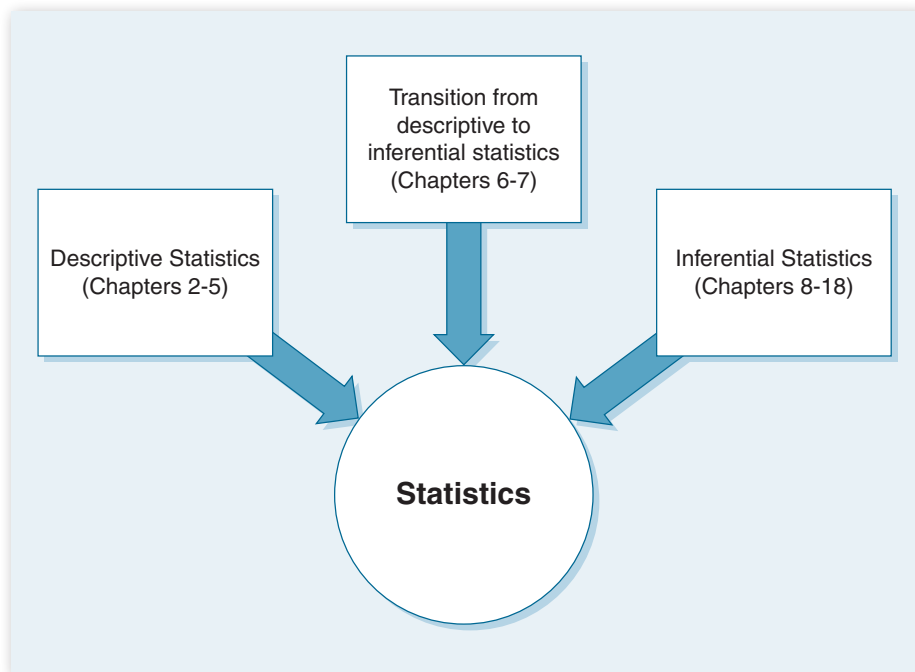 Transition from
descriptive to
inferential statistics
(Chapters 6-7)
Descriptive Statistics
(Chapters 2-5)
Inferential Statistics
(Chapters 8-18)
Statistics